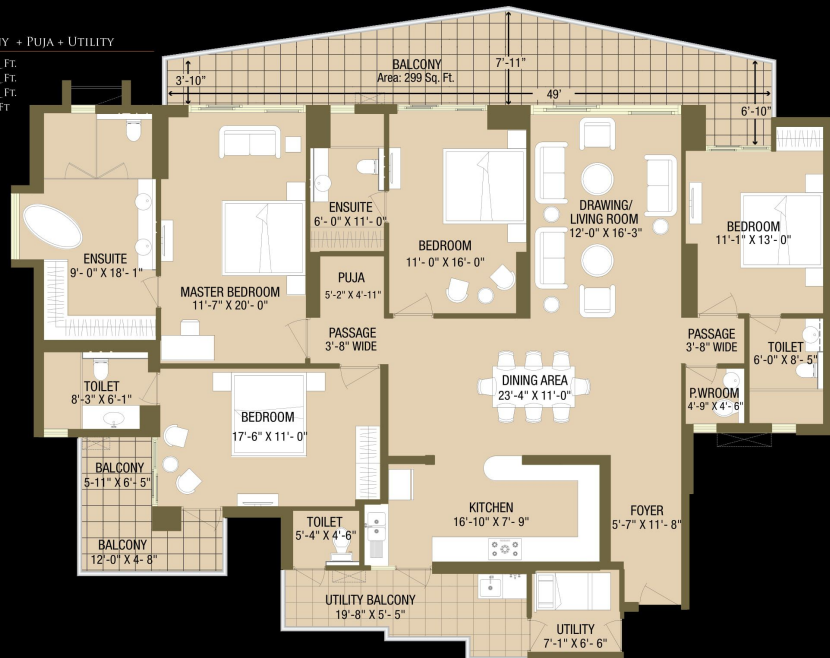 + PUJA + UTILITY
FT.
FT.
FT.
FT
BALCONY
Area: 299 Sq. Ft.
7'-11"
3'-10"
49'
6'-10"
ENSUITE
6'- 0" X 11'- 0"
DRAWING/
LIVING ROOM
12'-0" X 16'-3"
BEDROOM
11'-1" X 13'- 0"
BEDROOM
11'- 0" X 16'- 0"
ENSUITE
9'- 0" X 18'- 1"
PUJA
5'-2" X 4'-11"
MASTER BEDROOM
11'-7" X 20'- 0"
PASSAGE
3'-8" WIDE
PASSAGE
3'-8" WIDE
TOILET
6'-0" X 8'- 5"
TOILET
8'-3" X 6'-1"
DINING AREA
23'-4" X 11'- 0"
P.WROOM
4'-9" X 4'- 6"
BEDROOM
17'-6" X 11'- 0"
BALCONY
5-11" X 6'- 5"
KITCHEN
16'-10" X 7'- 9"
FOYER
5'-7" X 11'- 8"
TOILET
5'-4" X 4'-6"
BALCONY
12'-0" X 4'- 8"
UTILITY BALCONY
19'-8" X 5'- 5"
UTILITY
7'-1" X 6'- 6"